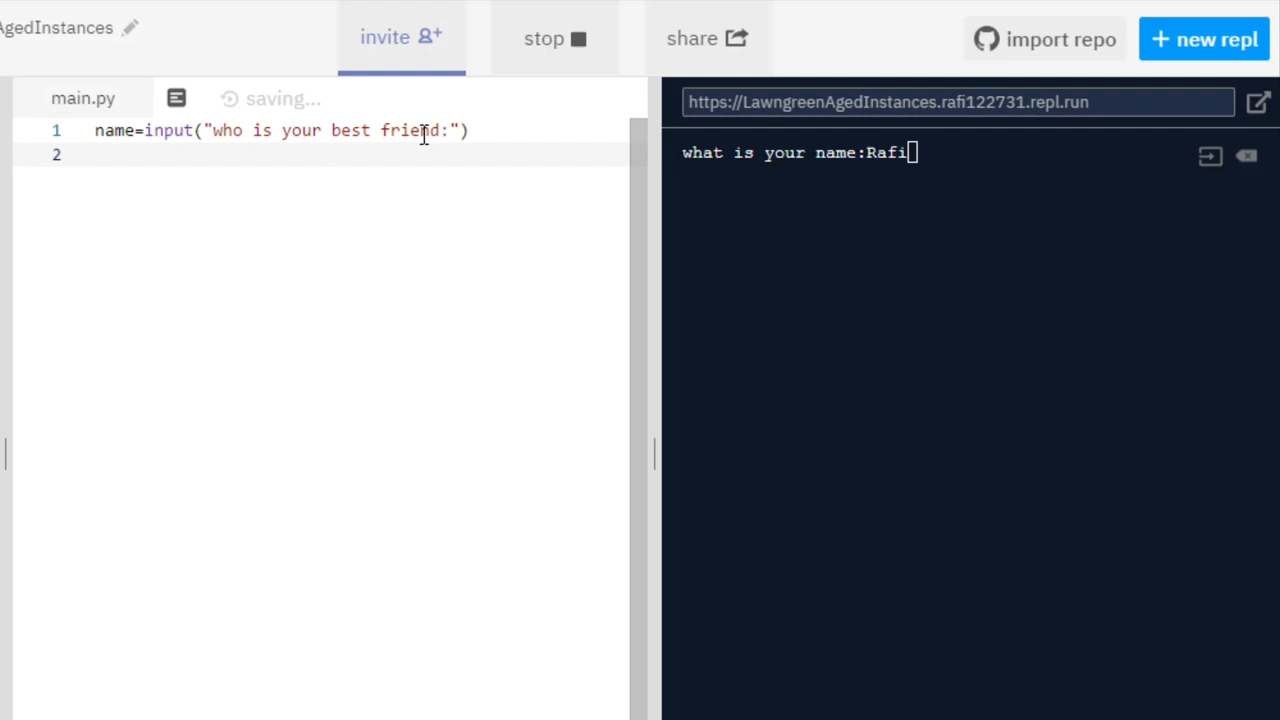 AgedInstances
invite
stop
share
import repo
+ new repl
main.py
saving...
https://LawngreenAgedInstances.rafi122731.repl.run
1 name=input("who is your best friend:")
2
what is your name:Rafi